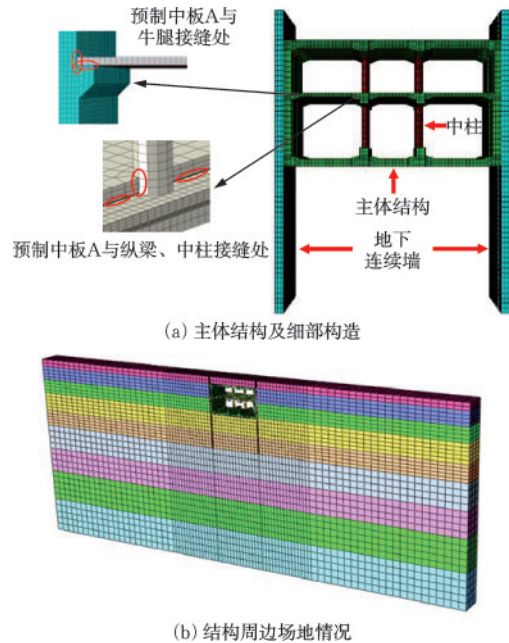 预制中板A与
牛腿接缝处
中柱
主体结构
预制中板A与纵梁、中柱接缝处
地下
连续墙
(a) 主体结构及细部构造
(b) 结构周边场地情况